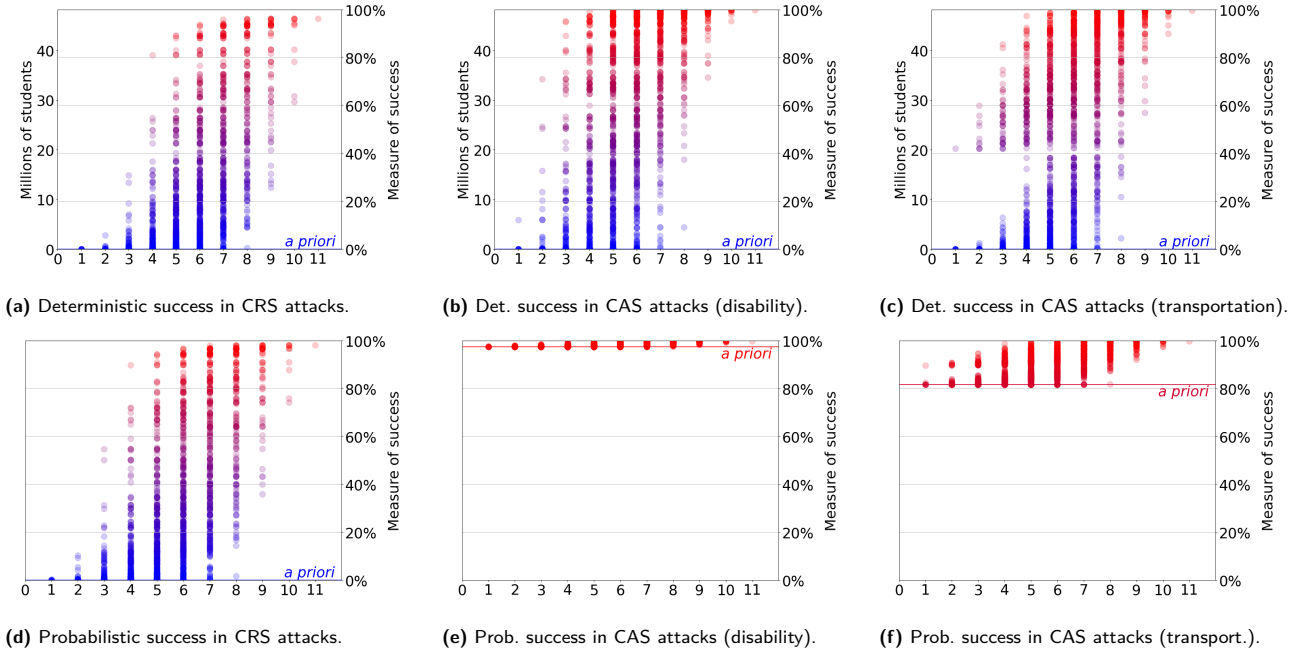 Millions of students
40
30
20
10
0
100%
80%
60%
40%
20%
0%
Measure of success
a priori
0 1 2 3 4 5 6 7 8 9 10 11
(a) Deterministic success in CRS attacks.
Millions of students
40
30
20
10
0
100%
80%
60%
40%
20%
0%
Measure of success
a priori
0 1 2 3 4 5 6 7 8 9 10 11
(b) Det. success in CAS attacks (disability).
Millions of students
40
30
20
10
0
100%
80%
60%
40%
20%
0%
Measure of success
a priori
0 1 2 3 4 5 6 7 8 9 10 11
(c) Det. success in CAS attacks (transportation).
100%
80%
60%
40%
20%
0%
Measure of success
a priori
0 1 2 3 4 5 6 7 8 9 10 11
(d) Probabilistic success in CRS attacks.
100%
80%
60%
40%
20%
0%
Measure of success
a priori
0 1 2 3 4 5 6 7 8 9 10 11
(e) Prob. success in CAS attacks (disability).
100%
80%
60%
40%
20%
0%
Measure of success
a priori
0 1 2 3 4 5 6 7 8 9 10 11
(f) Prob. success in CAS attacks (transport.).